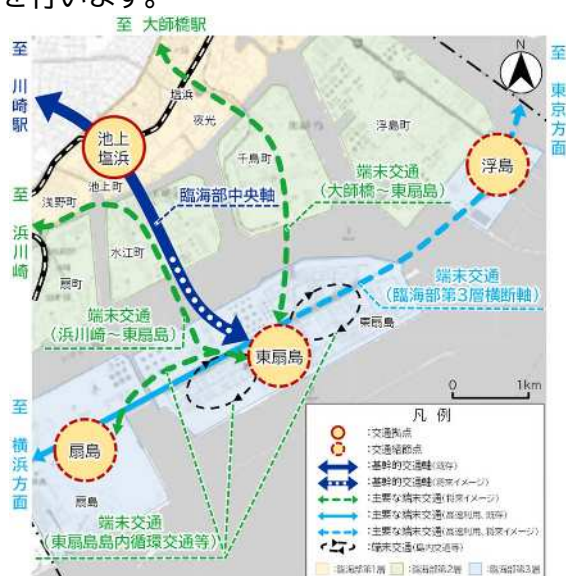 を行います。
至 大師橋駅
至 川崎駅
至 東京方面
N
塩浜
夜光
浮島町
池上
塩浜
千鳥町
浮島
端末交通
(大師橋~東扇島)
池上町
浅野町
臨海部中央軸
至 浜川崎
水江町
扇町
端末交通
(臨海部第3層横断軸)
端末交通
(浜川崎~東扇島)
東扇島
東扇島
0 1km
至 横浜方面
扇島
扇島
端末交通
(東扇島島内循環交通等)
凡 例
:交通拠点
:交通結節点
:基幹的交通軸(既存)
:基幹的交通軸(将来イメージ)
:主要な端末交通(将来イメージ)
:主要な端末交通(高速利用、既存)
:主要な端末交通(高速利用、将来イメージ)
:端末交通(島内交通等)
:臨海部第1層 :臨海部第2層 :臨海部第3層